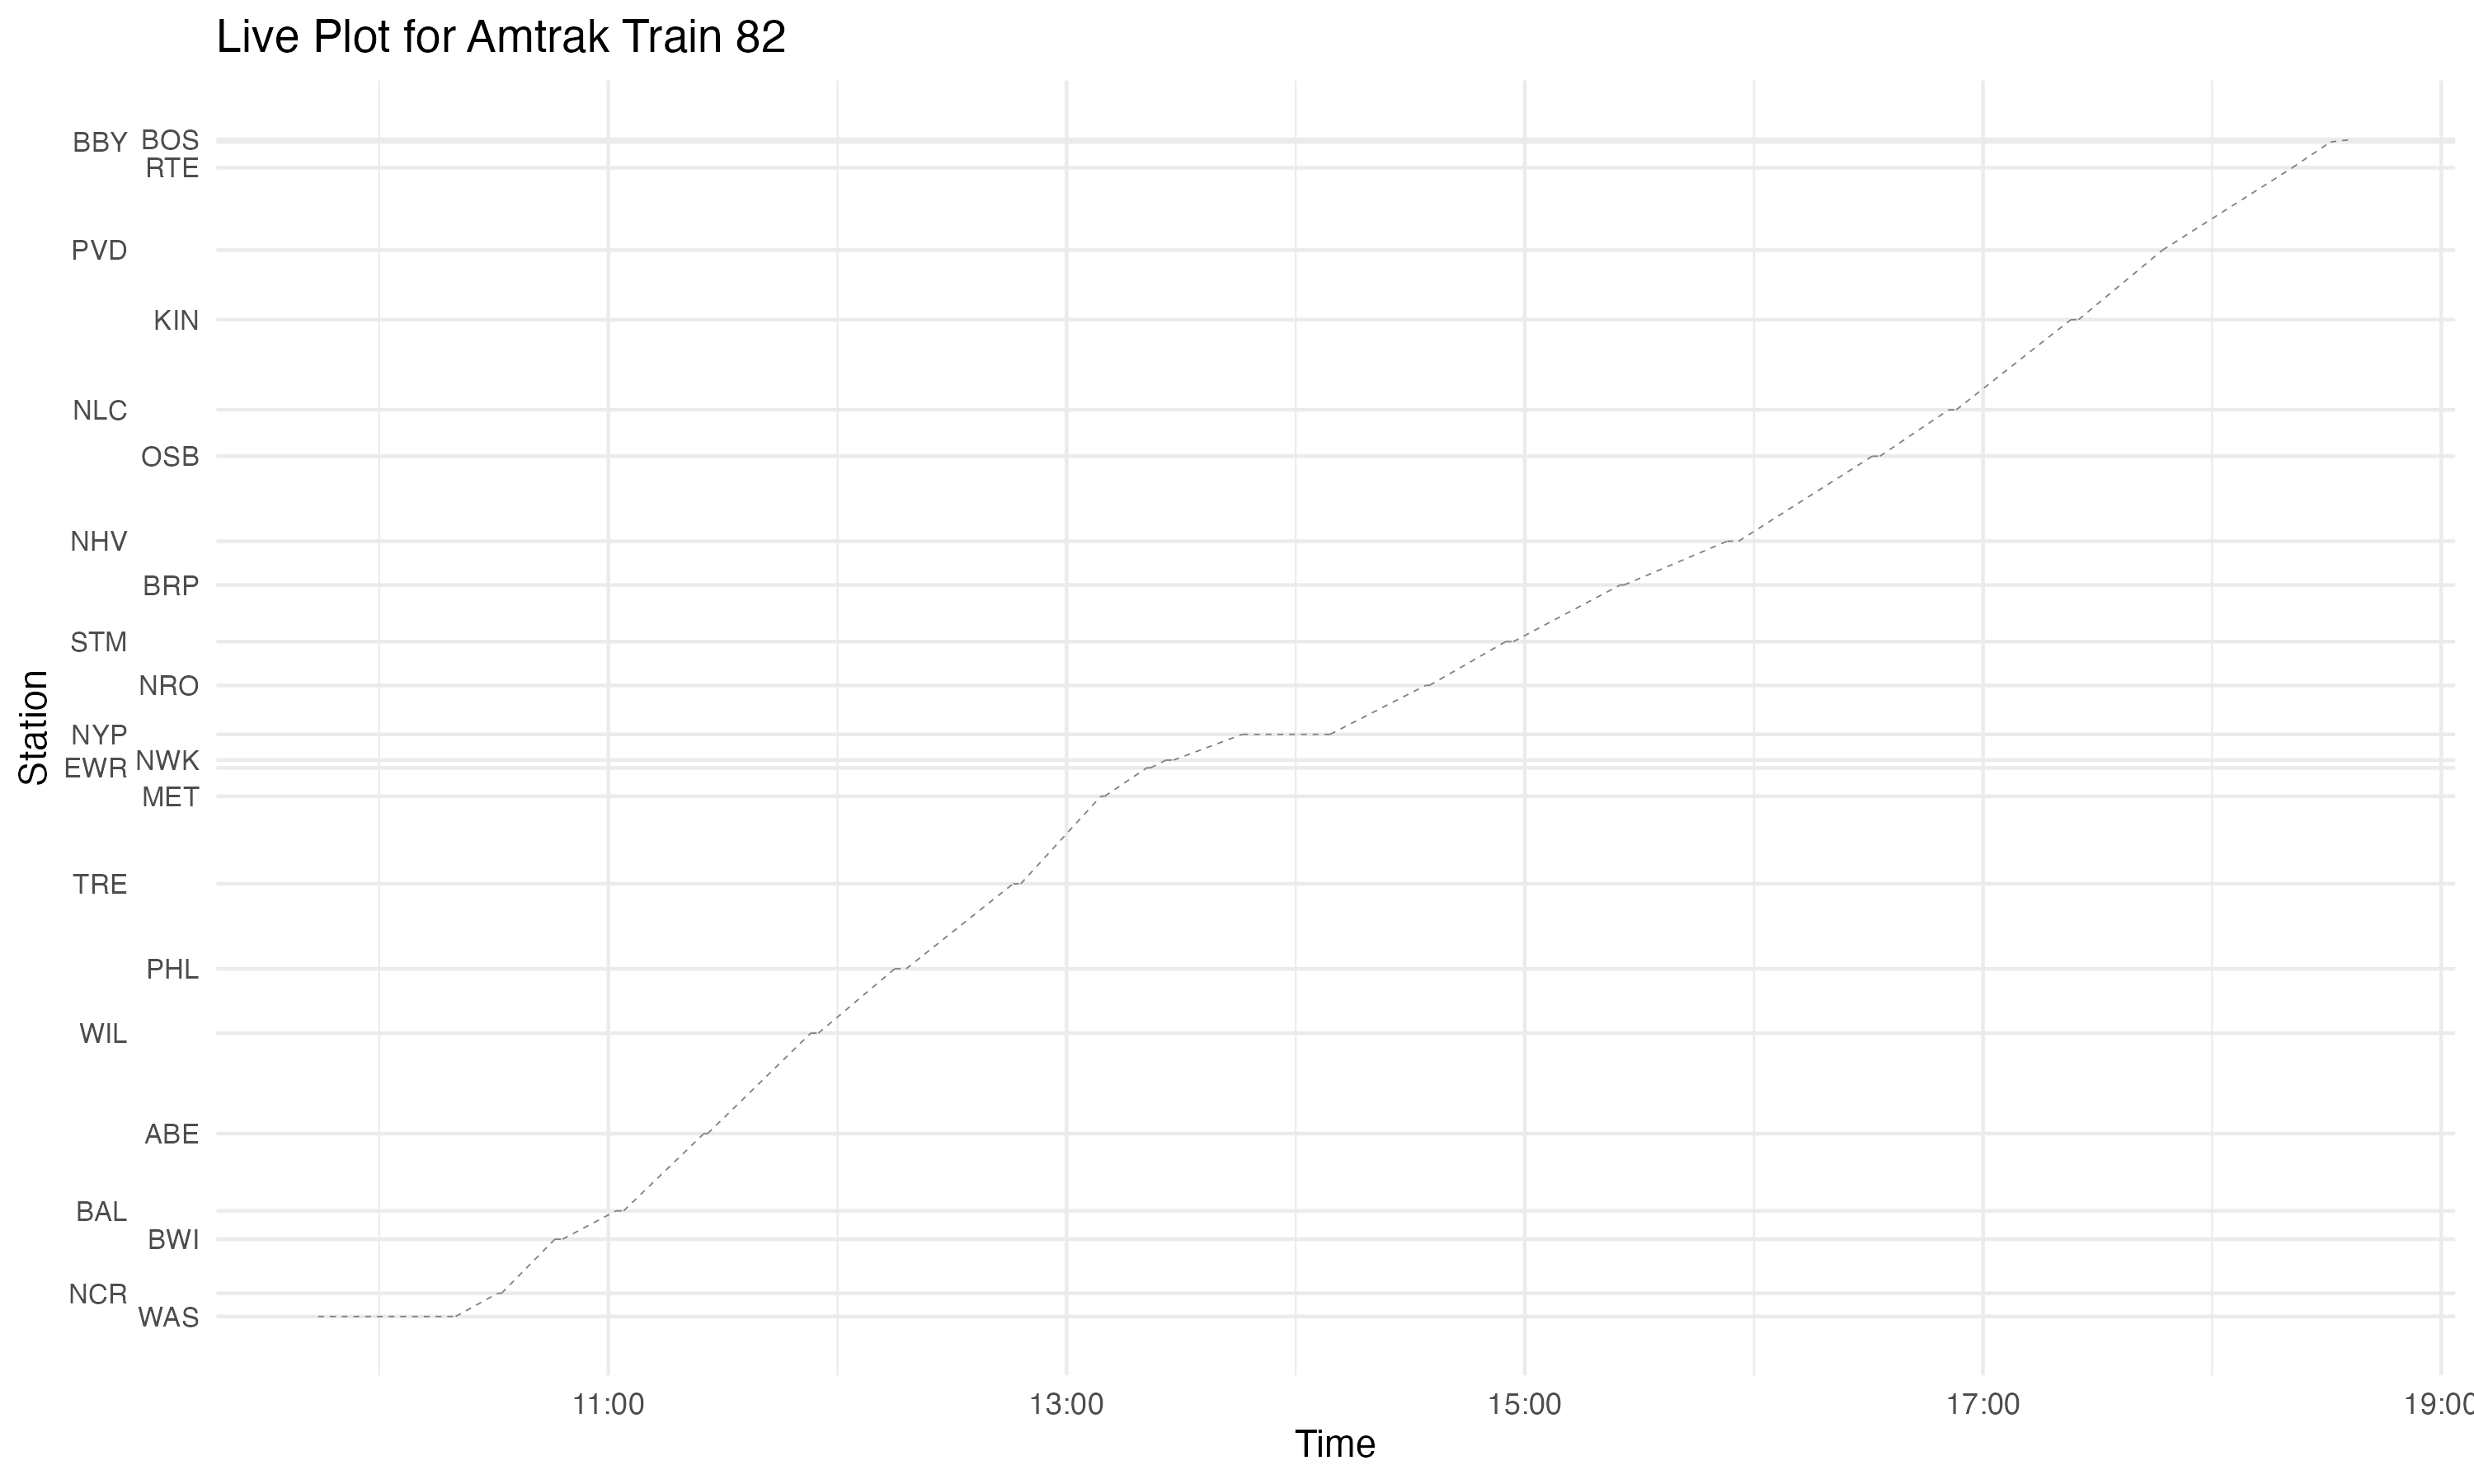 Live Plot for Amtrak Train 82
BBY BOS
RTE
PVD
KIN
NLC
OSB
NHV
BRP
STM
NRO
NYP
NWK
EWR
MET
TRE
PHL
WIL
ABE
BAL
BWI
NCR
WAS
Station
11:00 13:00 15:00 17:00 19:00
Time